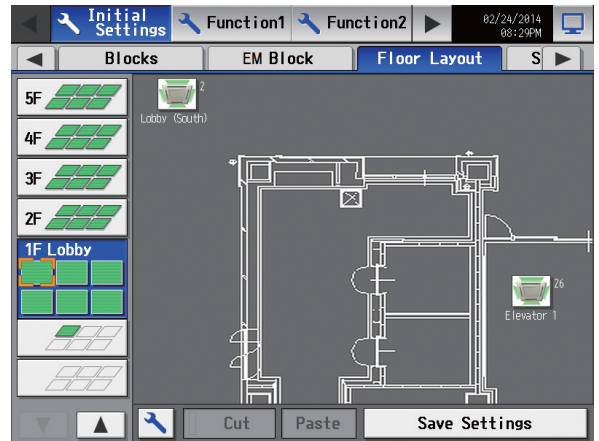 Initial
Settings
Function1
Function2
02/24/2014
08:29PM
Blocks
EM Block
Floor Layout
S
5F
4F
3F
2F
1F Lobby
2
Lobby (South)
26
Elevator 1
Cut
Paste
Save Settings